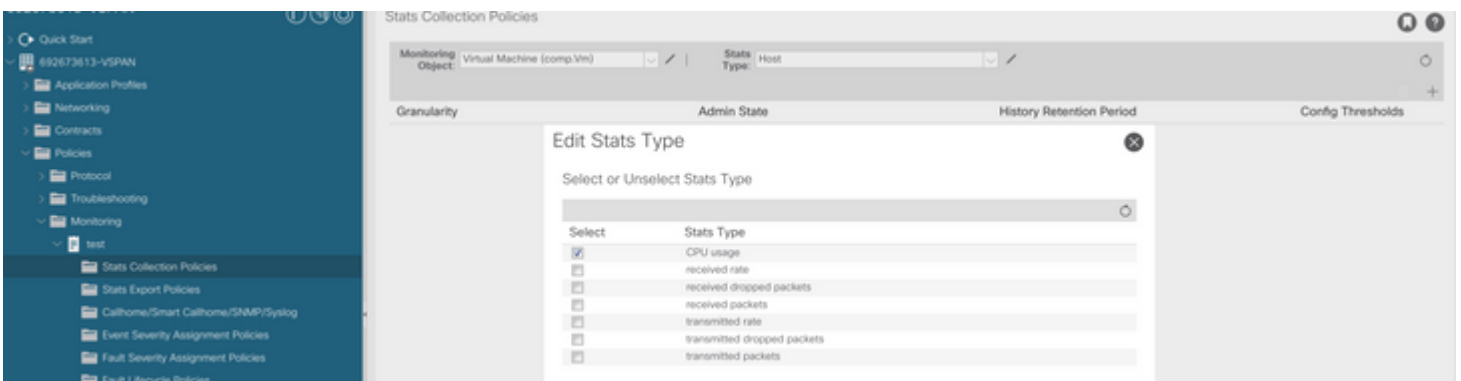 Quick Start
692673613-VSPAN
Application Profiles
Networking
Contracts
Policies
Protocol
Troubleshooting
Monitoring
test
Stats Collection Policies
Stats Export Policies
Callhome/Smart Callhome/SNMP/Syslog
Event Severity Assignment Policies
Fault Severity Assignment Policies
Fault Lifecycle Policies
Stats Collection Policies
Monitoring Object: Virtual Machine (comp.Vm) Stats Type: Host
Granularity Admin State History Retention Period Config Thresholds
Edit Stats Type
Select or Unselect Stats Type
Select Stats Type
CPU usage
received rate
received dropped packets
received packets
transmitted rate
transmitted dropped packets
transmitted packets